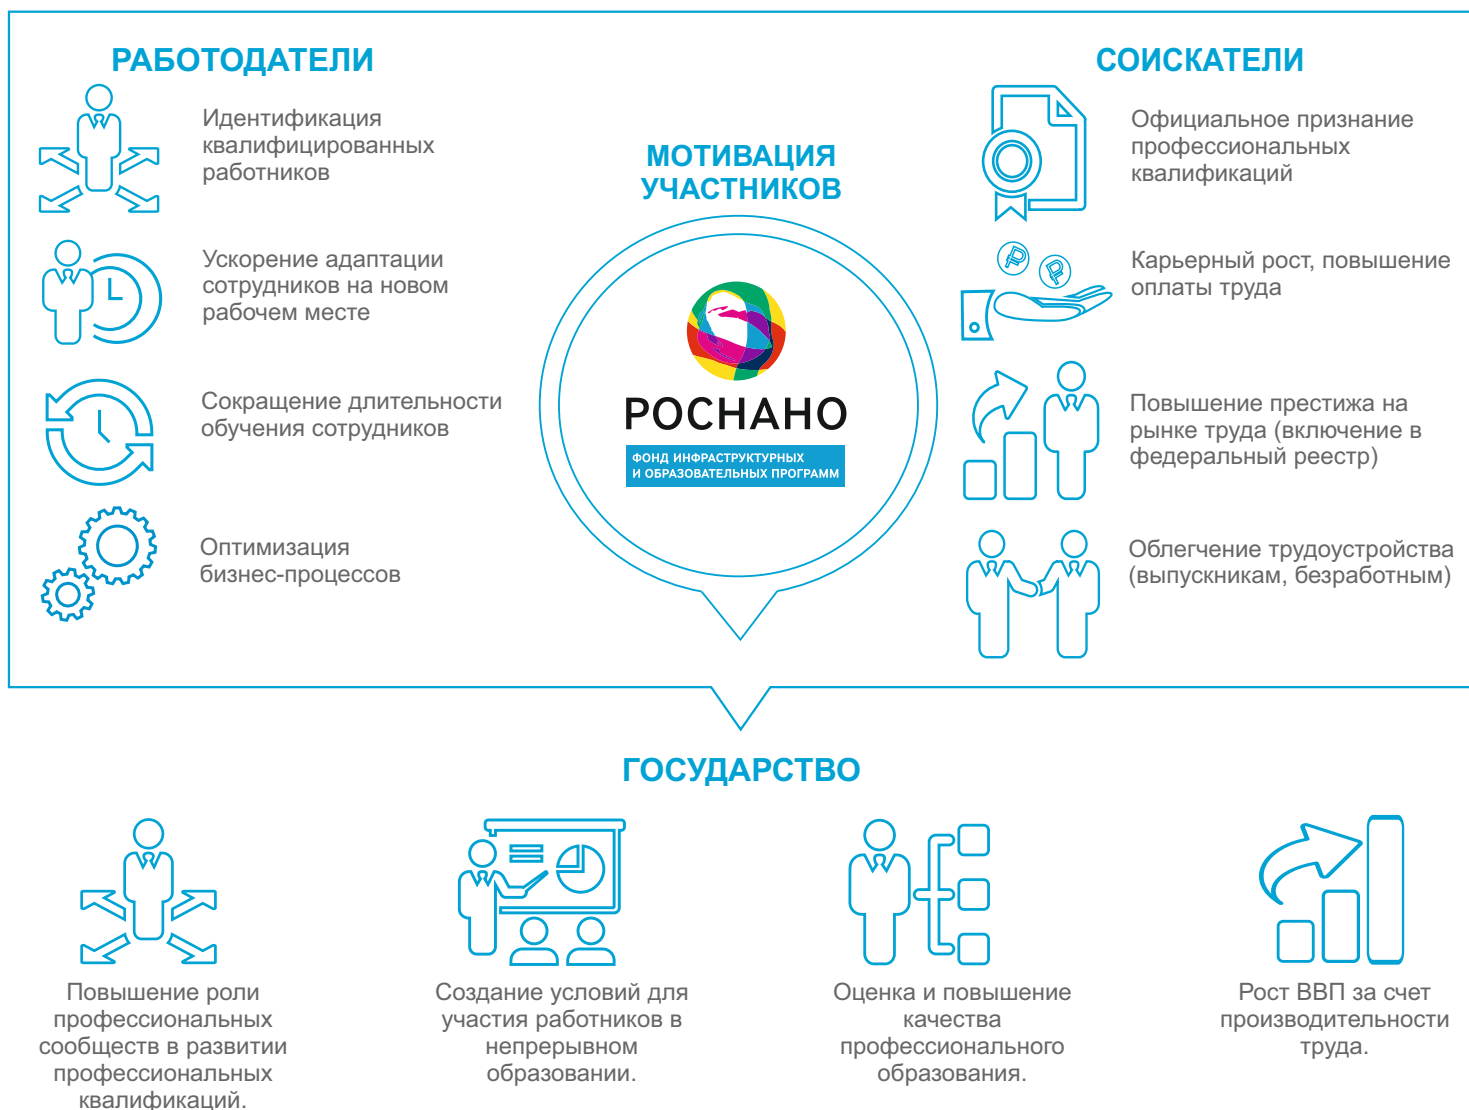 РАБОТОДАТЕЛИ
Идентификация
квалифицированных
работников
Ускорение адаптации
сотрудников на новом
рабочем месте
Сокращение длительности
обучения сотрудников
Оптимизация
бизнес-процессов
МОТИВАЦИЯ
УЧАСТНИКОВ
РОСНАНО
ФОНД ИНФРАСТРУКТУРНЫХ
И ОБРАЗОВАТЕЛЬНЫХ ПРОГРАММ
СОИСКАТЕЛИ
Официальное признание
профессиональных
квалификаций
Карьерный рост, повышение
оплаты труда
Повышение престижа на
рынке труда (включение в
федеральный реестр)
Облегчение трудоустройства
(выпускникам, безработным)
ГОСУДАРСТВО
Повышение роли
профессиональных
сообществ в развитии
профессиональных
квалификаций.
Создание условий для
участия работников в
непрерывном
образовании.
Оценка и повышение
качества
профессионального
образования.
Рост ВВП за счет
производительности
труда.